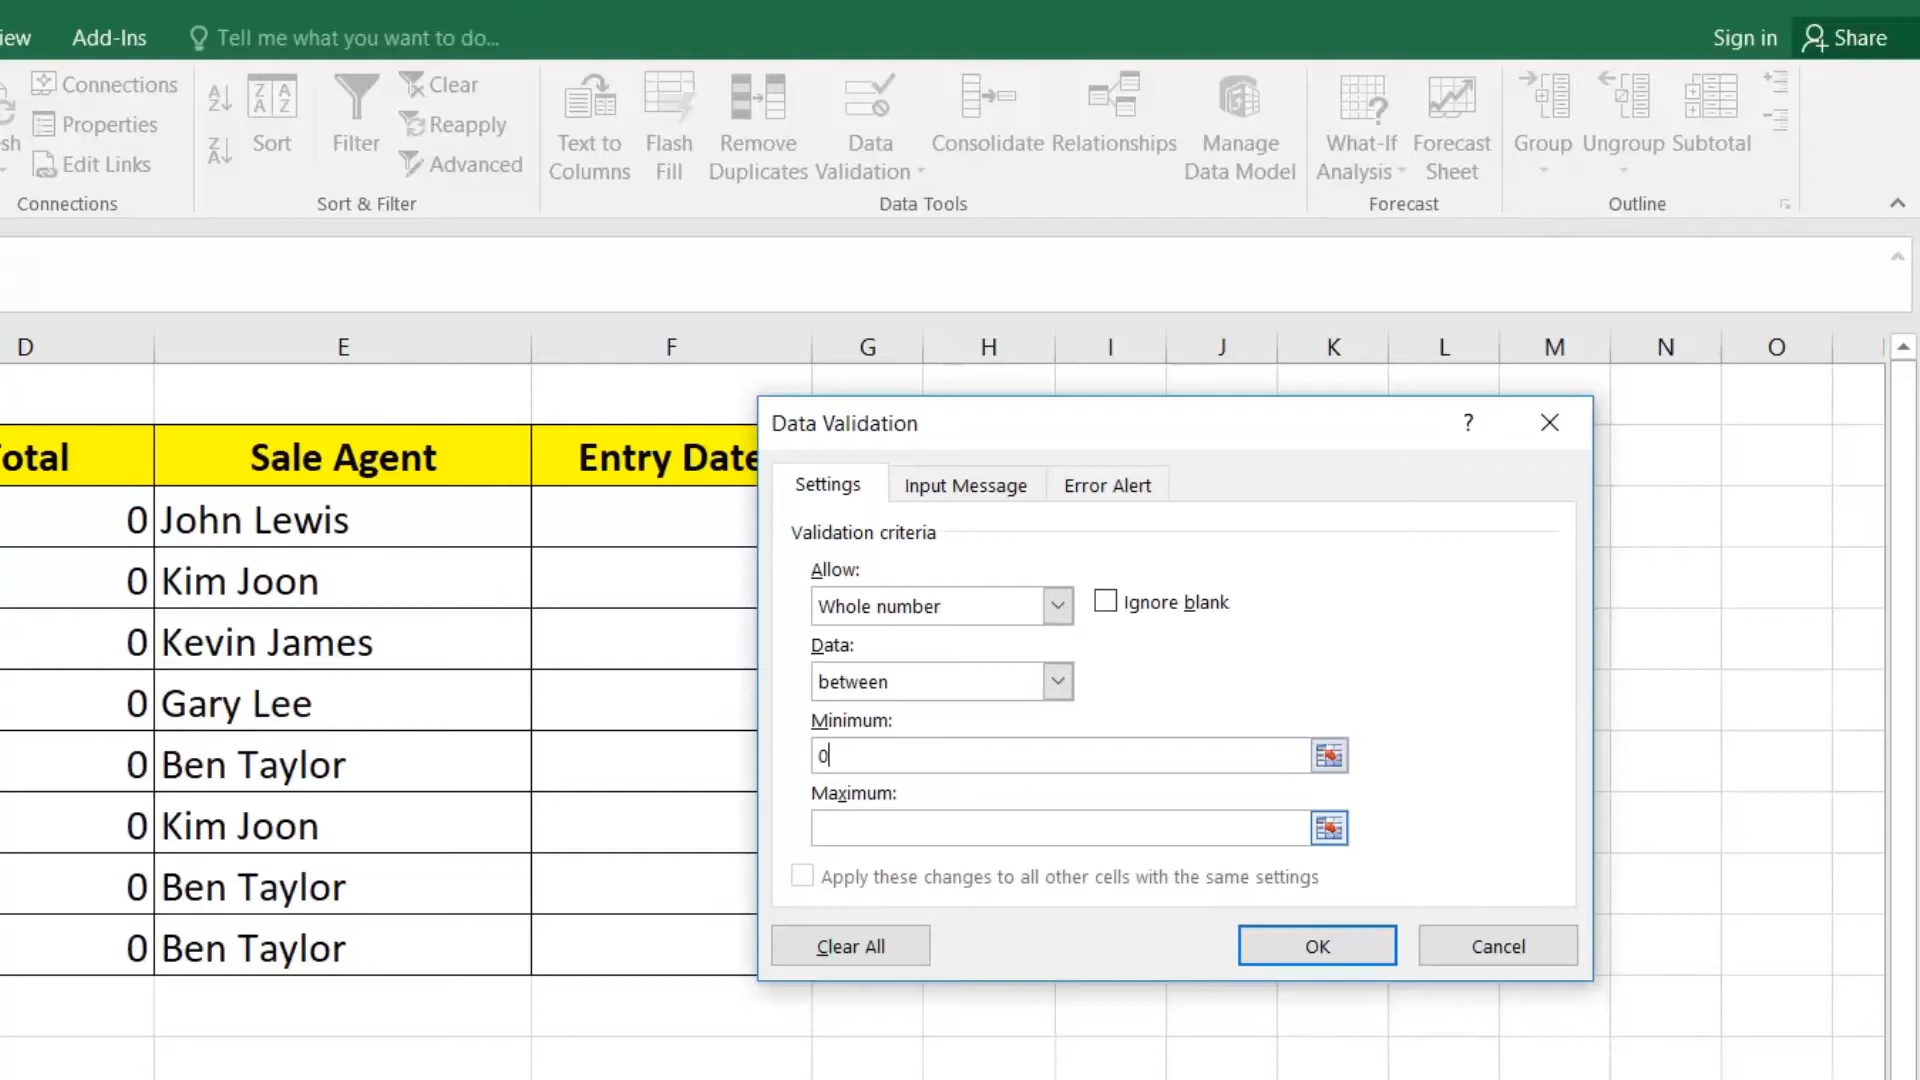 iew Add-Ins Tell me what you want to do... Sign in Share
Connections
Properties
Edit Links
sh
Connections
Sort
Filter
Clear
Reapply
Advanced
Sort & Filter
Text to Columns
Flash Fill
Remove Duplicates
Data Validation
Consolidate
Relationships
Manage Data Model
Data Tools
What-If Analysis
Forecast Sheet
Forecast
Group
Ungroup
Subtotal
Outline
D E F G H I J K L M N O
otal Sale Agent Entry Date
0 John Lewis
0 Kim Joon
0 Kevin James
0 Gary Lee
0 Ben Taylor
0 Kim Joon
0 Ben Taylor
0 Ben Taylor
Data Validation ?
Settings Input Message Error Alert
Validation criteria
Allow:
Whole number Ignore blank
Data:
between
Minimum:
0
Maximum:
Apply these changes to all other cells with the same settings
Clear All OK Cancel